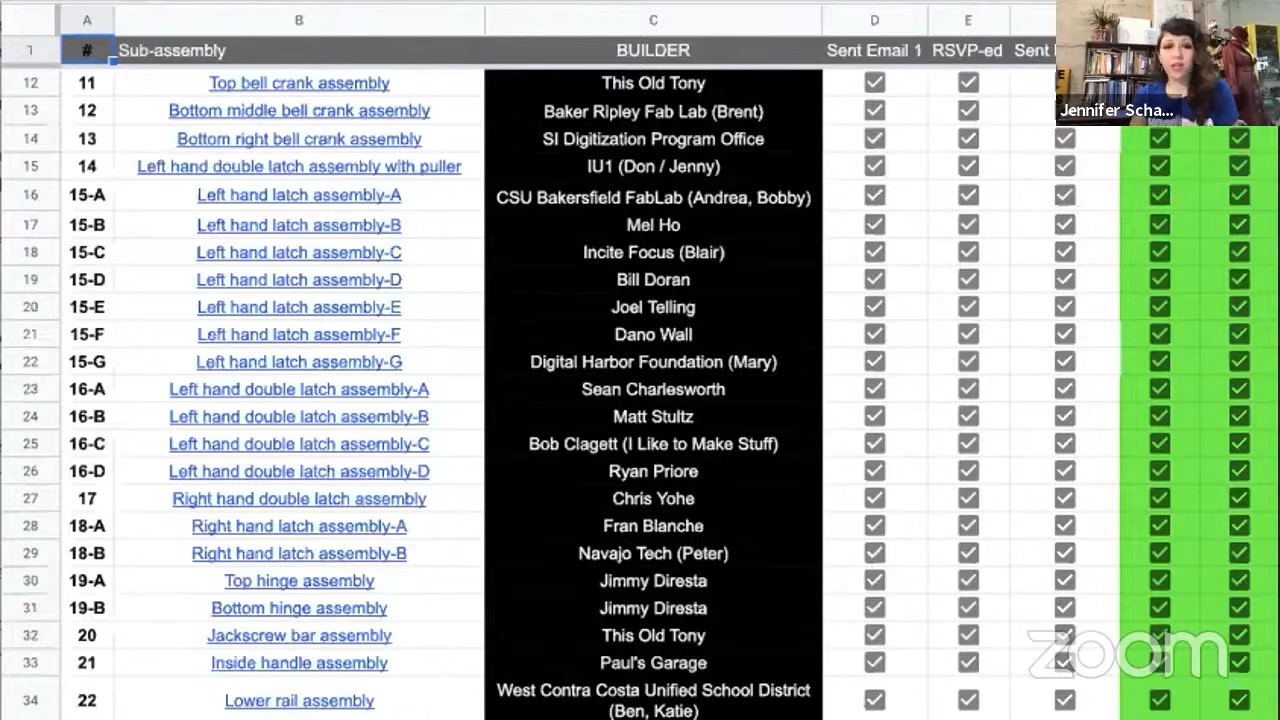 A B C D E
1 # Sub-assembly BUILDER Sent Email 1 RSVP-ed Sent
12 11 Top bell crank assembly This Old Tony
13 12 Bottom middle bell crank assembly Baker Ripley Fab Lab (Brent)
14 13 Bottom right bell crank assembly SI Digitization Program Office
15 14 Left hand double latch assembly with puller IU1 (Don / Jenny)
16 15-A Left hand latch assembly-A CSU Bakersfield FabLab (Andrea, Bobby)
17 15-B Left hand latch assembly-B Mel Ho
18 15-C Left hand latch assembly-C Incite Focus (Blair)
19 15-D Left hand latch assembly-D Bill Doran
20 15-E Left hand latch assembly-E Joel Telling
21 15-F Left hand latch assembly-F Dano Wall
22 15-G Left hand latch assembly-G Digital Harbor Foundation (Mary)
23 16-A Left hand double latch assembly-A Sean Charlesworth
24 16-B Left hand double latch assembly-B Matt Stultz
25 16-C Left hand double latch assembly-C Bob Clagett (I Like to Make Stuff)
26 16-D Left hand double latch assembly-D Ryan Priore
27 17 Right hand double latch assembly Chris Yohe
28 18-A Right hand latch assembly-A Fran Blanche
29 18-B Right hand latch assembly-B Navajo Tech (Peter)
30 19-A Top hinge assembly Jimmy Diresta
31 19-B Bottom hinge assembly Jimmy Diresta
32 20 Jackscrew bar assembly This Old Tony
33 21 Inside handle assembly Paul's Garage
34 22 Lower rail assembly West Contra Costa Unified School District
(Ben, Katie)
Jennifer Scha...
zoom